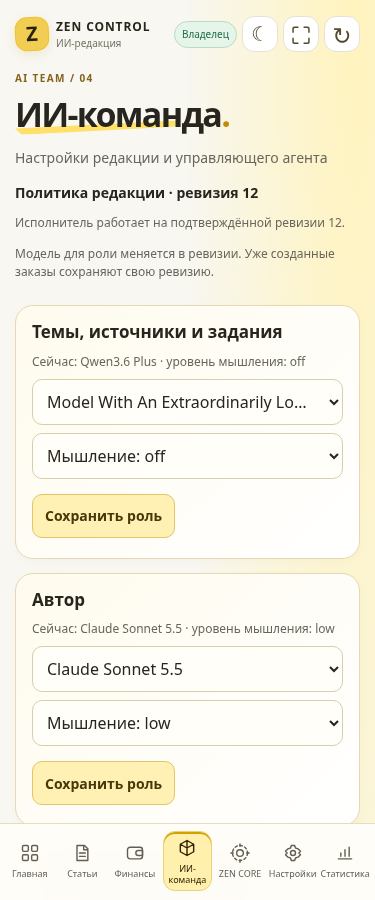 Z
ZEN CONTROL
ИИ-редакция
Владелец
AI TEAM / 04
ИИ-команда.
Настройки редакции и управляющего агента
Политика редакции · ревизия 12
Исполнитель работает на подтверждённой ревизии 12.
Модель для роли меняется в ревизии. Уже созданные
заказы сохраняют свою ревизию.
Темы, источники и задания
Сейчас: Qwen3.6 Plus · уровень мышления: off
Model With An Extraordinarily Lo...
Мышление: off
Сохранить роль
Автор
Сейчас: Claude Sonnet 5.5 · уровень мышления: low
Claude Sonnet 5.5
Мышление: low
Сохранить роль
Главная
Статьи
Финансы
ИИ-
команда
ZEN CORE
Настройки
Статистика